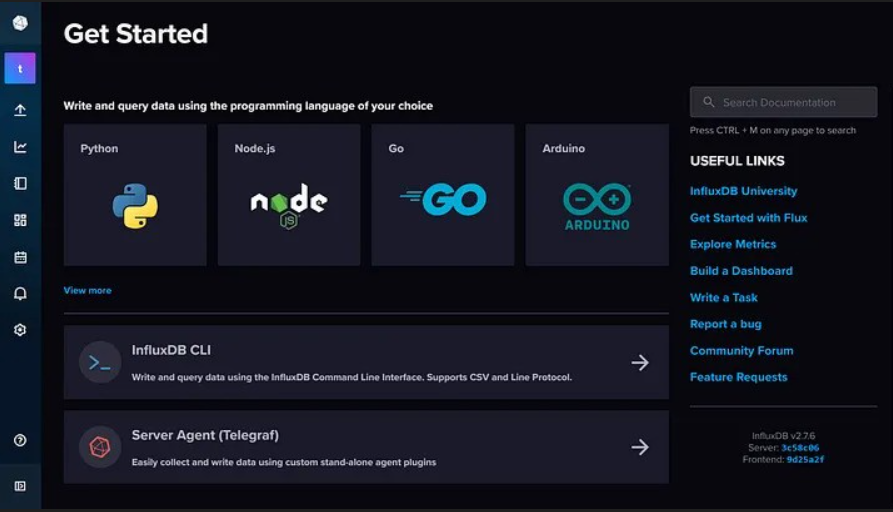 Get Started
t
Write and query data using the programming language of your choice
Python
Node.js
Go
Arduino
node
JS
GO
ARDUINO
View more
InfluxDB CLI
Write and query data using the InfluxDB Command Line Interface. Supports CSV and Line Protocol.
Server Agent (Telegraf)
Easily collect and write data using custom stand-alone agent plugins
Search Documentation
Press CTRL + M on any page to search
USEFUL LINKS
InfluxDB University
Get Started with Flux
Explore Metrics
Build a Dashboard
Write a Task
Report a bug
Community Forum
Feature Requests
InfluxDB v2.7.6
Server: 3c58c06
Frontend: 9d25a2f